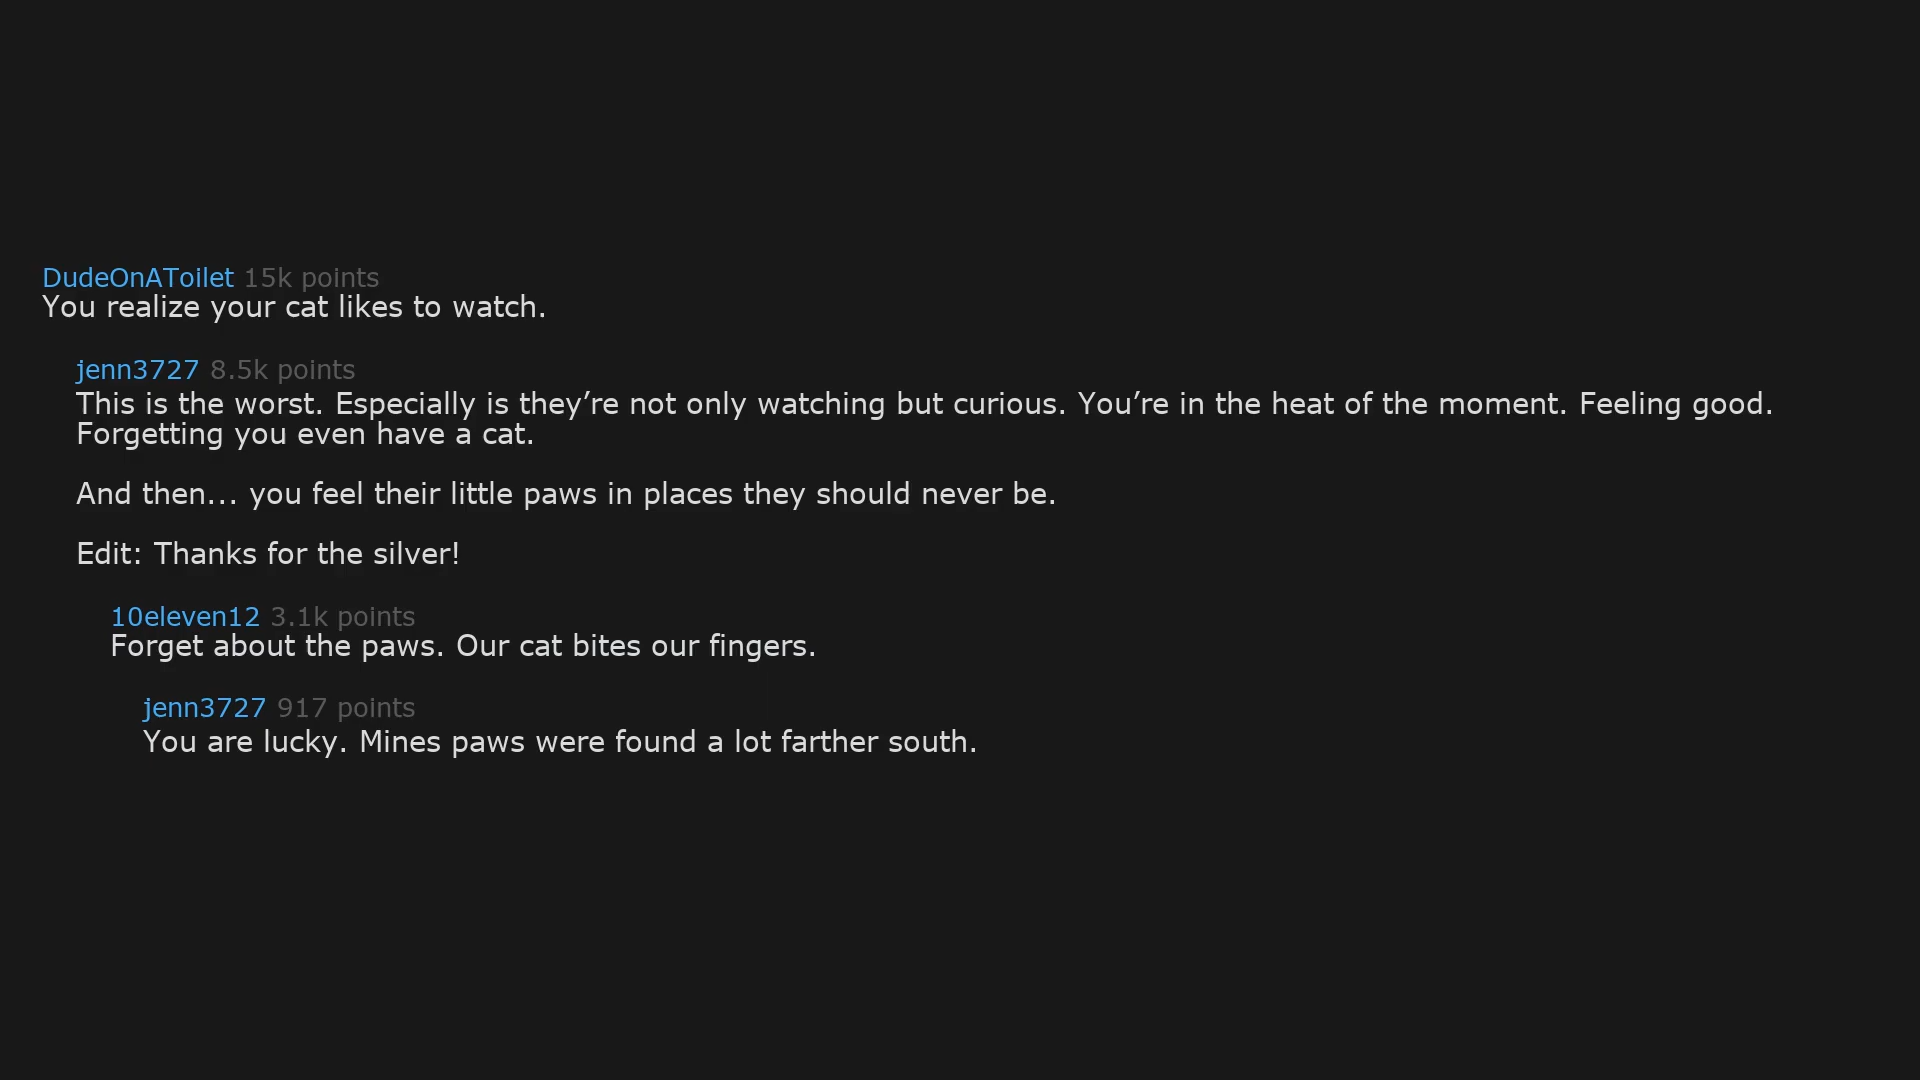 DudeOnAToilet 15k points
You realize your cat likes to watch.
jenn3727 8.5k points
This is the worst. Especially is they’re not only watching but curious. You’re in the heat of the moment. Feeling good.
Forgetting you even have a cat.
And then... you feel their little paws in places they should never be.
Edit: Thanks for the silver!
10eleven12 3.1k points
Forget about the paws. Our cat bites our fingers.
jenn3727 917 points
You are lucky. Mines paws were found a lot farther south.